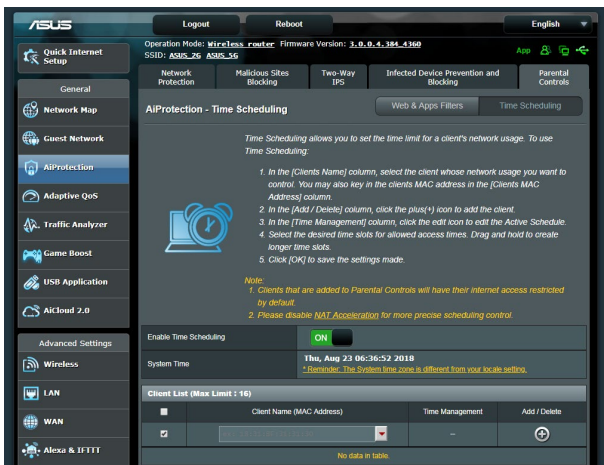 ASUS
Logout
Reboot
English
Operation Mode: Wireless router Firmware Version: 3.0.0.4.384_4360
SSID: ASUS_2G ASUS_5G
App
Quick Internet
Setup
General
Network Map
Guest Network
AiProtection
Adaptive QoS
Traffic Analyzer
Game Boost
USB Application
AiCloud 2.0
Advanced Settings
Wireless
LAN
WAN
Alexa & IFTTT
Network
Protection
Malicious Sites
Blocking
Two-Way
IPS
Infected Device Prevention and
Blocking
Parental
Controls
AiProtection - Time Scheduling
Web & Apps Filters
Time Scheduling
Time Scheduling allows you to set the time limit for a client's network usage. To use
Time Scheduling:
1. In the [Clients Name] column, select the client whose network usage you want to
control. You may also key in the clients MAC address in the [Clients MAC
Address] column.
2. In the [Add / Delete] column, click the plus(+) icon to add the client.
3. In the [Time Management] column, click the edit icon to edit the Active Schedule.
4. Select the desired time slots for allowed access times. Drag and hold to create
longer time slots.
5. Click [OK] to save the settings made.
Note:
1. Clients that are added to Parental Controls will have their internet access restricted
by default.
2. Please disable NAT Acceleration for more precise scheduling control.
Enable Time Scheduling
ON
System Time
Thu, Aug 23 06:36:52 2018
* Reminder: The System time zone is different from your locale setting.
Client List (Max Limit : 16)
Client Name (MAC Address)
Time Management
Add / Delete
--
No data in table.